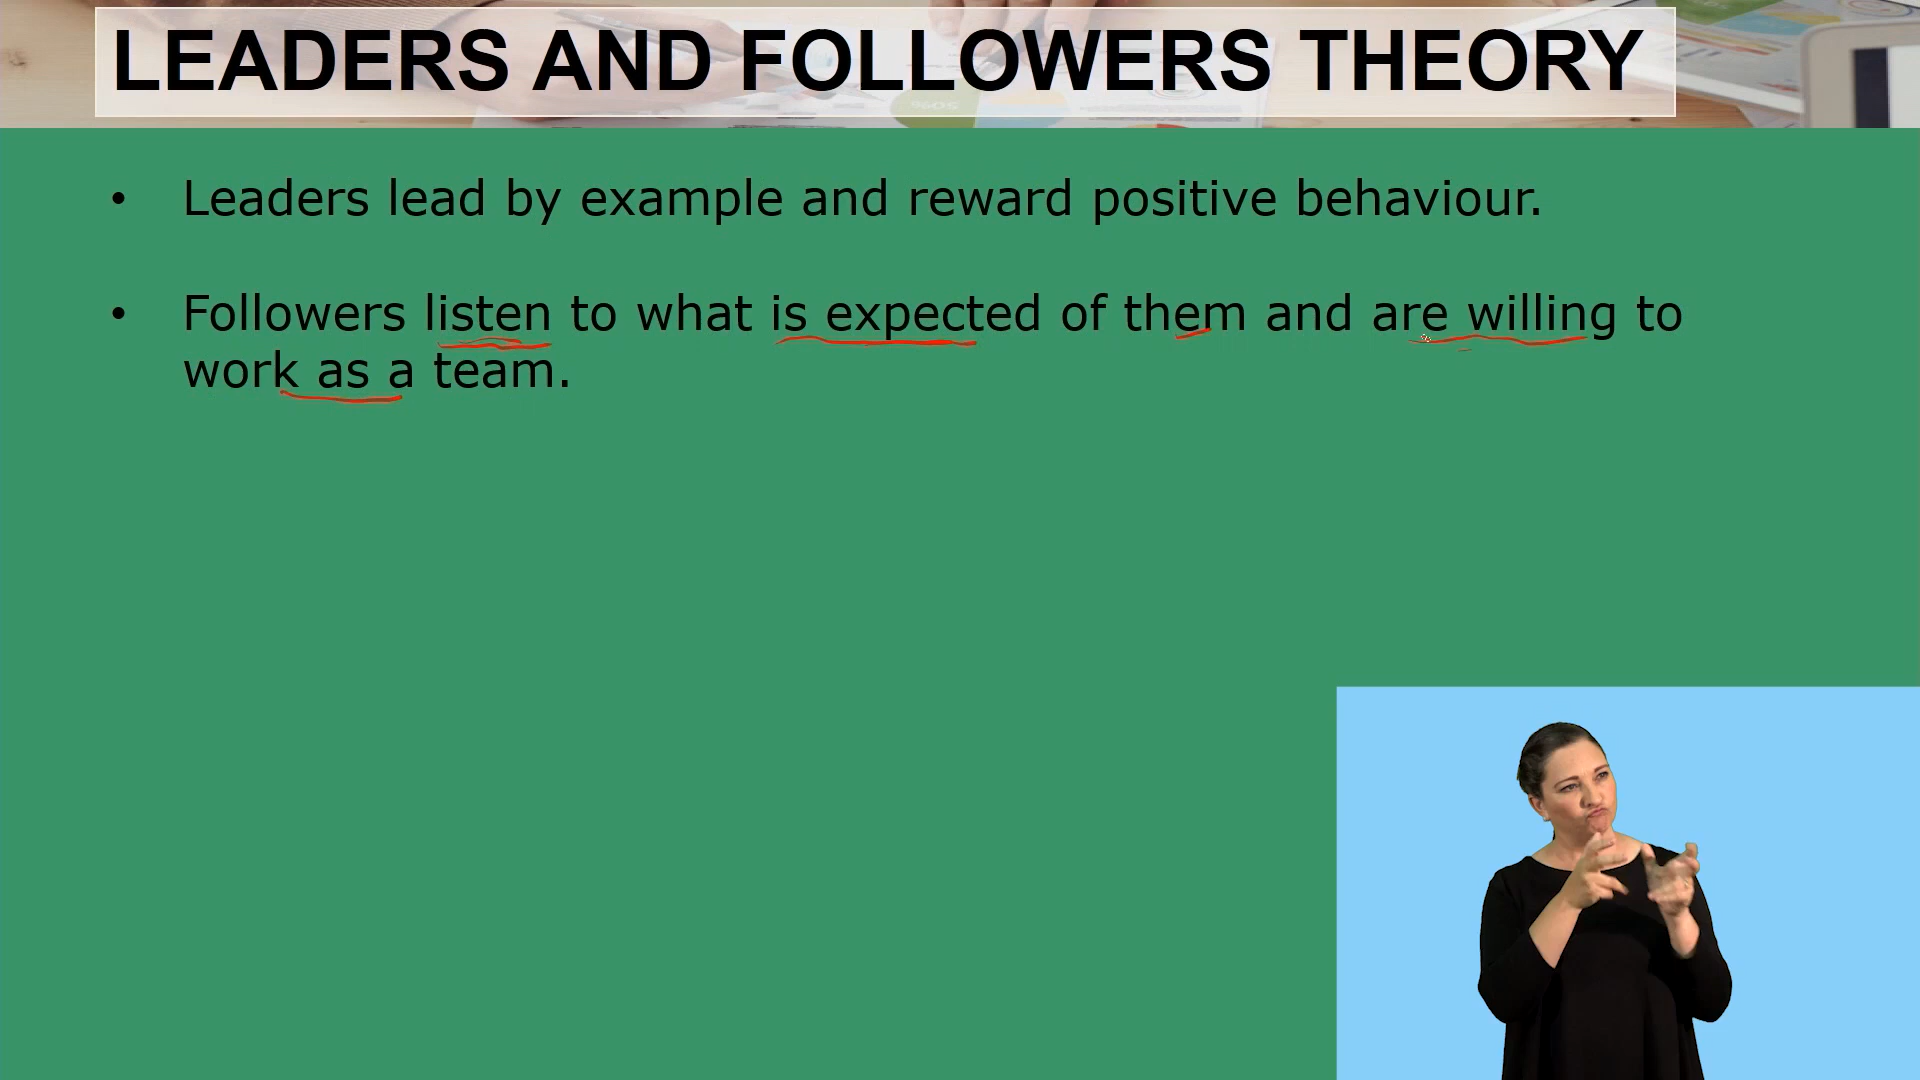 LEADERS AND FOLLOWERS THEORY
• Leaders lead by example and reward positive behaviour.
• Followers listen to what is expected of them and are willing to
work as a team.